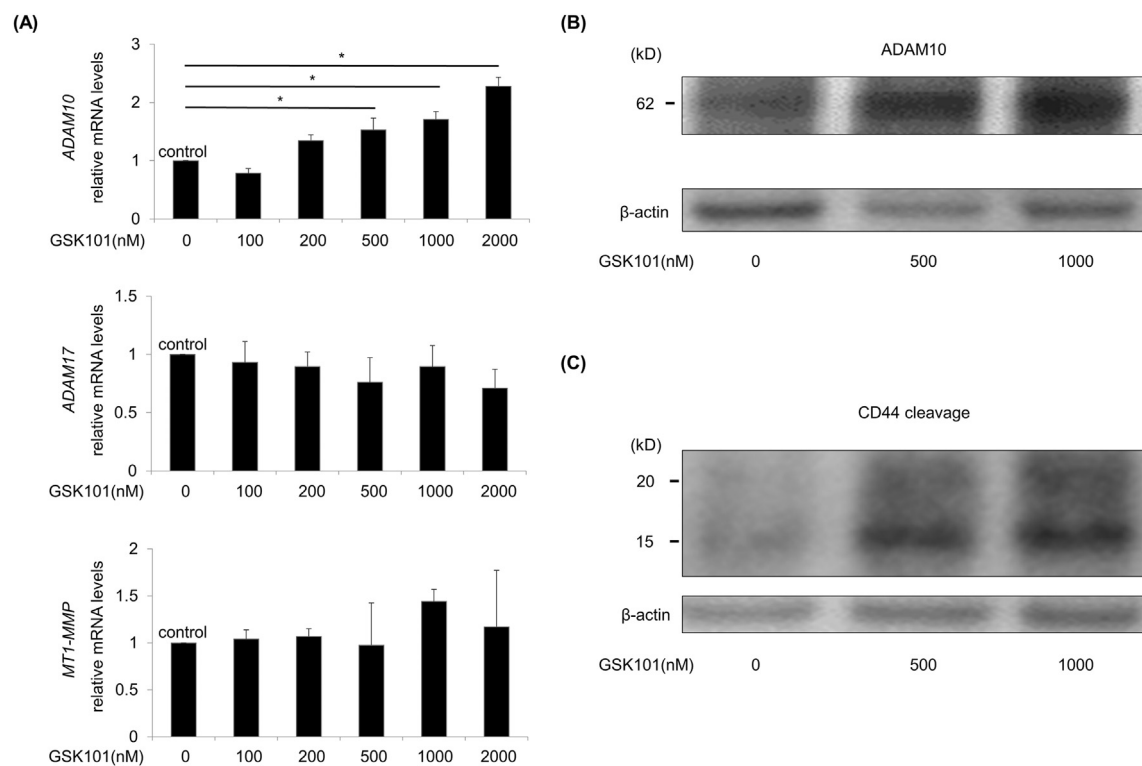 (A)
ADAM10
relative mRNA levels
3
2
1
0
control
*
*
*
GSK101(nM) 0 100 200 500 1000 2000
ADAM17
relative mRNA levels
1.5
1
0.5
0
control
GSK101(nM) 0 100 200 500 1000 2000
MT1-MMP
relative mRNA levels
2
1.5
1
0.5
0
control
GSK101(nM) 0 100 200 500 1000 2000
(B)
ADAM10
(kD)
62
β-actin
GSK101(nM) 0 500 1000
(C)
CD44 cleavage
(kD)
20
15
β-actin
GSK101(nM) 0 500 1000